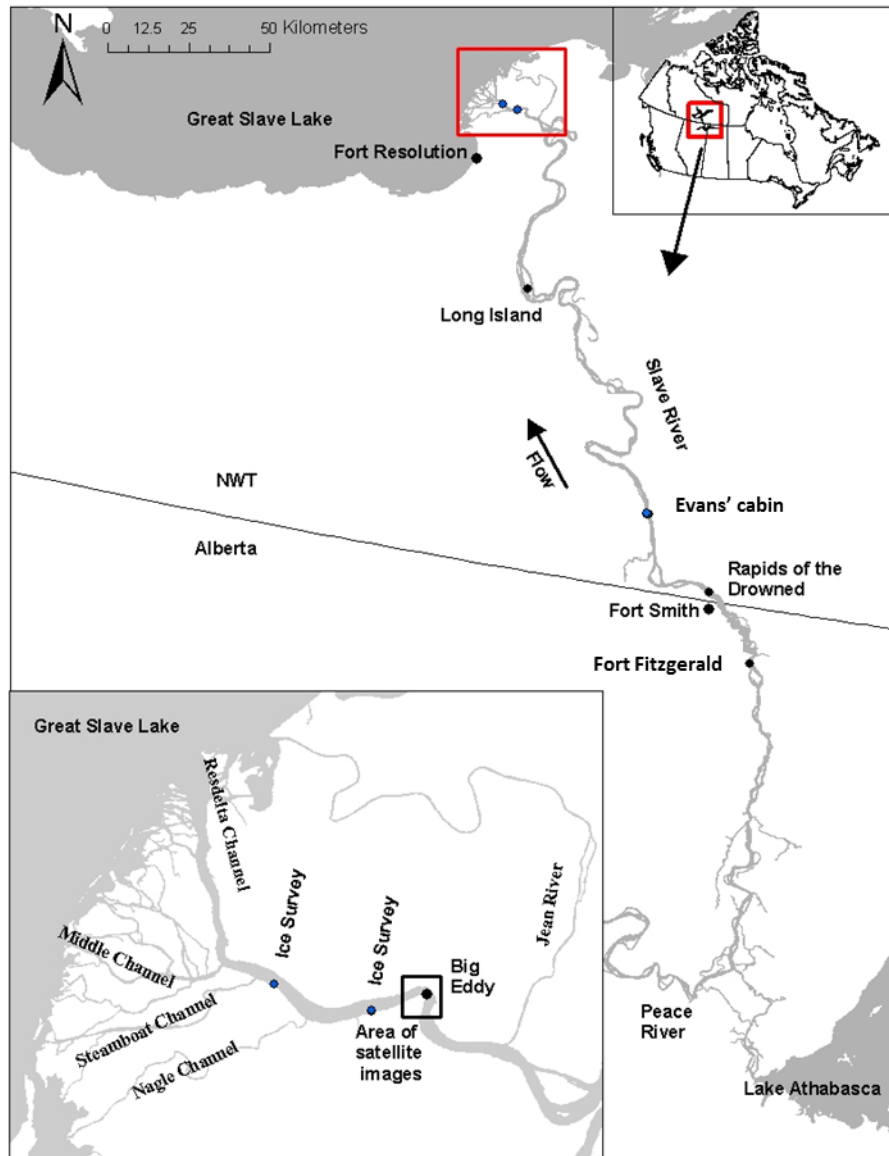 N
0 12.5 25 50 Kilometers
Great Slave Lake
Fort Resolution
Long Island
Slave River
Flow
NWT
Alberta
Evans' cabin
Rapids of the
Drowned
Fort Smith
Fort Fitzgerald
Peace
River
Lake Athabasca
Great Slave Lake
Resdelta Channel
Ice Survey
Ice Survey
Jean River
Middle Channel
Big
Eddy
Steamboat Channel
Area of
satellite
images
Nagle Channel